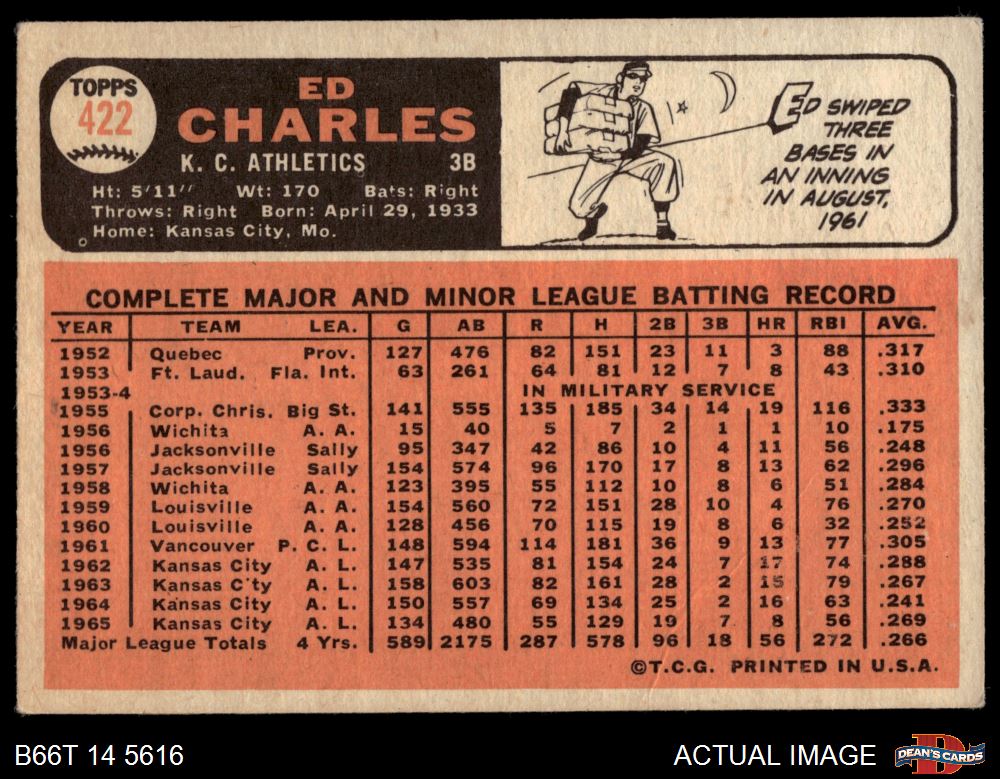 TOPPS
422
ED
CHARLES
K. C. ATHLETICS 3B
Ht: 5'11" Wt: 170 Bats: Right
Throws: Right Born: April 29, 1933
Home: Kansas City, Mo.
ED SWIPED
THREE
BASES IN
AN INNING
IN AUGUST,
1961
COMPLETE MAJOR AND MINOR LEAGUE BATTING RECORD
YEAR TEAM LEA. G AB R H 2B 3B HR RBI AVG.
1952 Quebec Prov. 127 476 82 151 23 11 3 88 .317
1953 Ft. Laud. Fla. Int. 63 261 64 81 12 7 8 43 .310
1953-4 IN MILITARY SERVICE
1955 Corp. Chris. Big St. 141 555 135 185 34 14 19 116 .333
1956 Wichita A. A. 15 40 5 7 2 1 1 10 .175
1956 Jacksonville Sally 95 347 42 86 10 4 11 56 .248
1957 Jacksonville Sally 154 574 96 170 17 8 13 62 .296
1958 Wichita A. A. 123 395 55 112 10 8 6 51 .284
1959 Louisville A. A. 154 560 72 151 28 10 4 76 .270
1960 Louisville A. A. 128 456 70 115 19 8 6 32 .252
1961 Vancouver P. C. L. 148 594 114 181 36 9 13 77 .305
1962 Kansas City A. L. 147 535 81 154 24 7 17 74 .288
1963 Kansas C'ty A. L. 158 603 82 161 28 2 15 79 .267
1964 Kansas City A. L. 150 557 69 134 25 2 16 63 .241
1965 Kansas City A. L. 134 480 55 129 19 7 8 56 .269
Major League Totals 4 Yrs. 589 2175 287 578 96 18 56 272 .266
©T.C.G. PRINTED IN U.S.A.
B66T 14 5616
ACTUAL IMAGE
D
DEAN'S CARDS